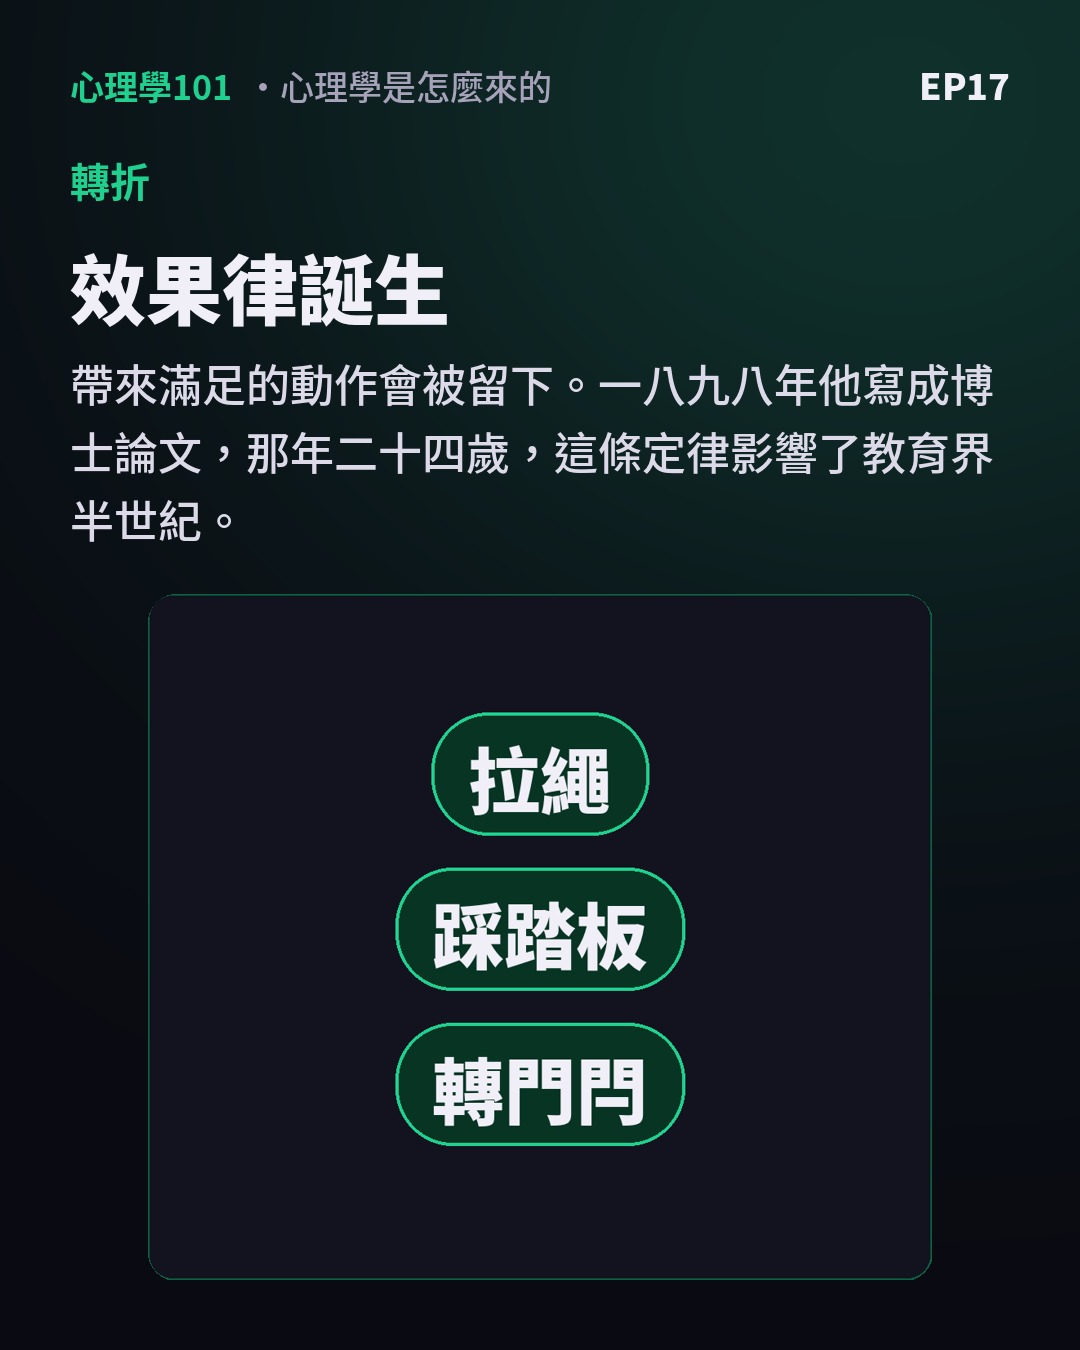 心理學101 ・心理學是怎麼來的
EP17
轉折
效果律誕生
帶來滿足的動作會被留下。一八九八年他寫成博
士論文，那年二十四歲，這條定律影響了教育界
半世紀。
拉繩
踩踏板
轉門閂